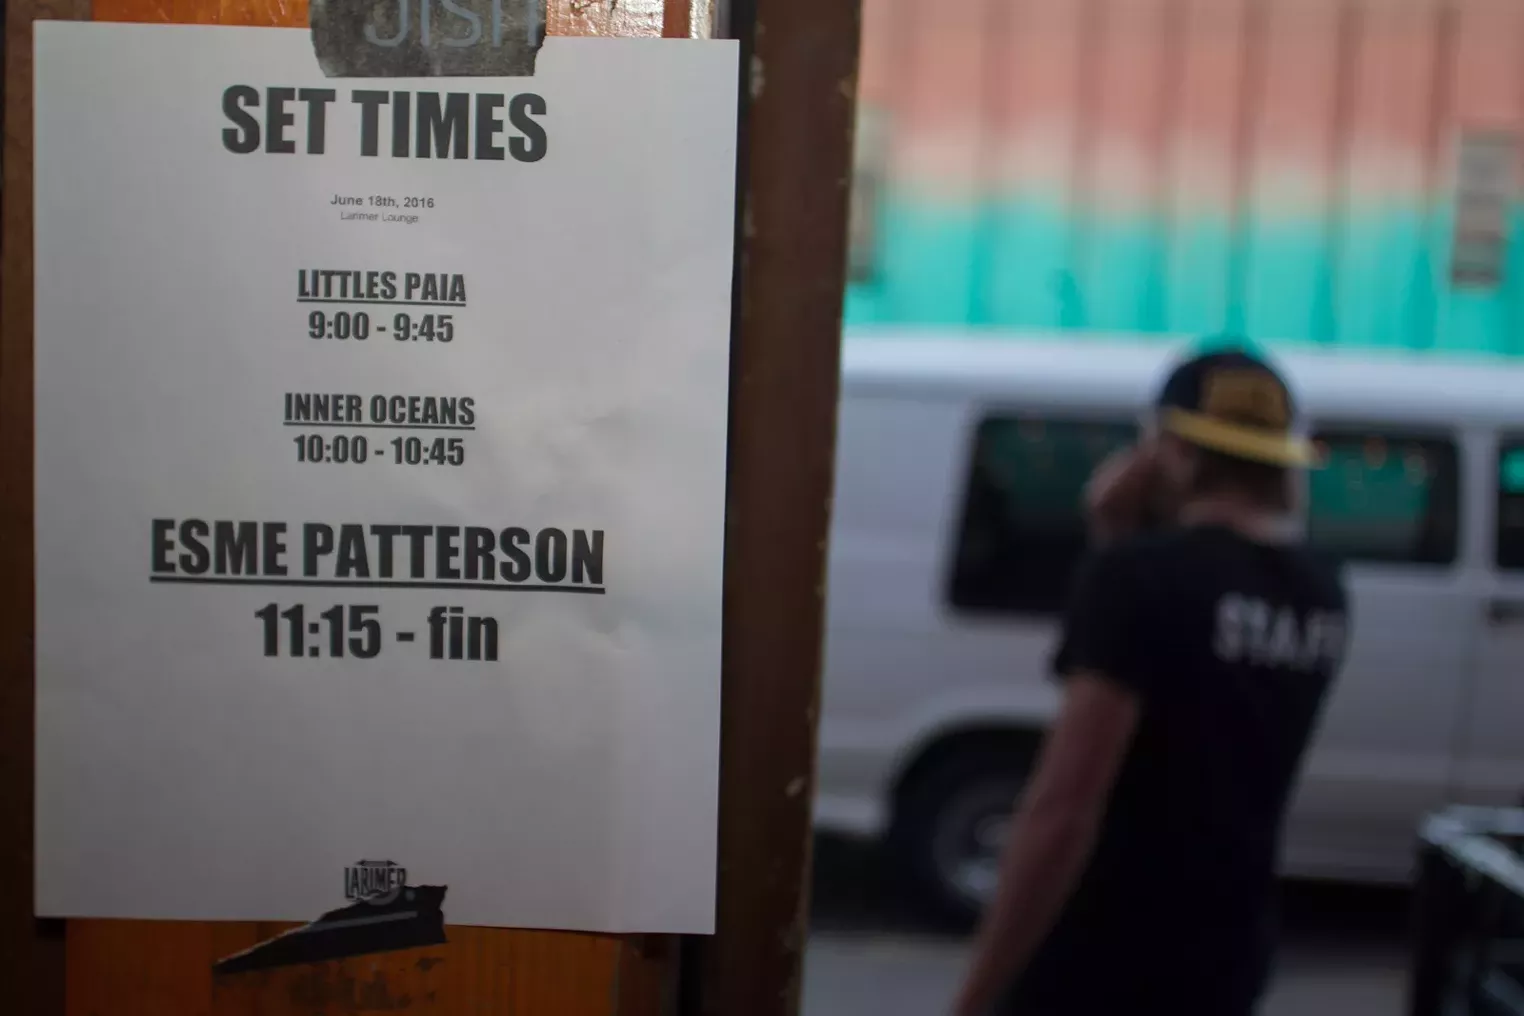 SET TIMES
June 18th, 2016
Larimer Lounge
LITTLES PAIA
9:00 - 9:45
INNER OCEANS
10:00 - 10:45
ESME PATTERSON
11:15 - fin
LARIMER
STAFF